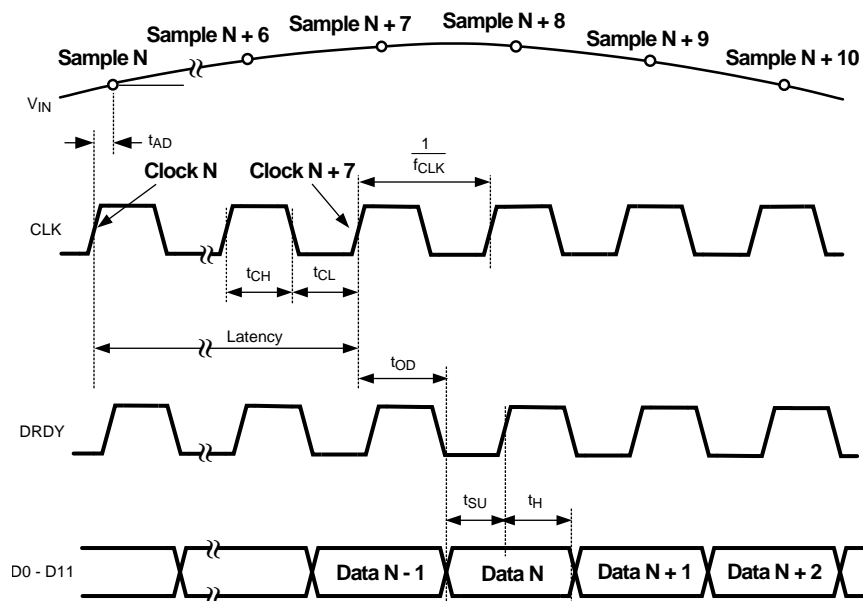 Sample N
Sample N + 6
Sample N + 7
Sample N + 8
Sample N + 9
Sample N + 10
VIN
tAD
Clock N
Clock N + 7
1
fCLK
CLK
tCH
tCL
Latency
tOD
DRDY
tSU
tH
D0 - D11
Data N - 1
Data N
Data N + 1
Data N + 2